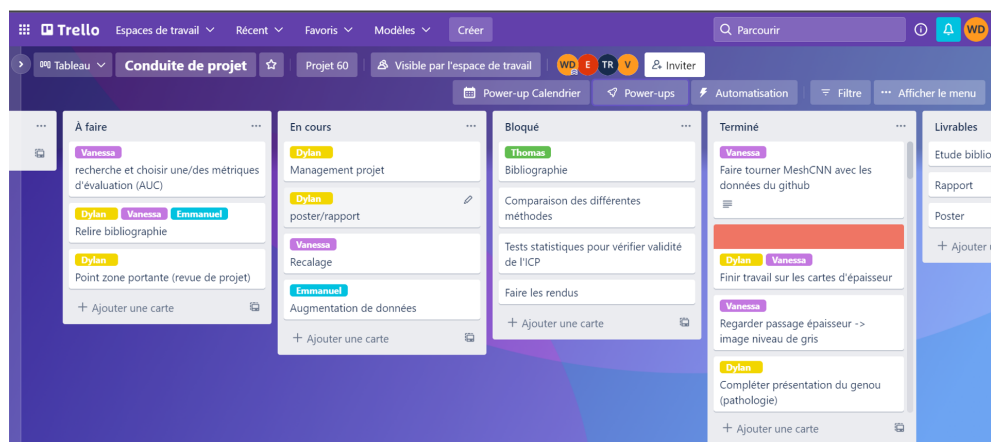 Trello Espaces de travail Récent Favoris Modèles Créer Parcourir WD
Tableau Conduite de projet Projet 60 Visible par l'espace de travail WD E TR V Inviter
Power-up Calendrier Power-ups Automatisation Filtre Afficher le menu
À faire
Vanessa
recherche et choisir une/des métriques
d'évaluation (AUC)
Dylan Vanessa Emmanuel
Relire bibliographie
Dylan
Point zone portante (revue de projet)
+ Ajouter une carte
En cours
Dylan
Management projet
Dylan
poster/rapport
Vanessa
Recalage
Emmanuel
Augmentation de données
+ Ajouter une carte
Bloqué
Thomas
Bibliographie
Comparaison des différentes
méthodes
Tests statistiques pour vérifier validité
de l'ICP
Faire les rendus
+ Ajouter une carte
Terminé
Vanessa
Faire tourner MeshCNN avec les
données du github
Dylan Vanessa
Finir travail sur les cartes d'épaisseur
Vanessa
Regarder passage épaisseur ->
image niveau de gris
Dylan
Compléter présentation du genou
(pathologie)
+ Ajouter une carte
Livrables
Etude biblio
Rapport
Poster
+ Ajouter